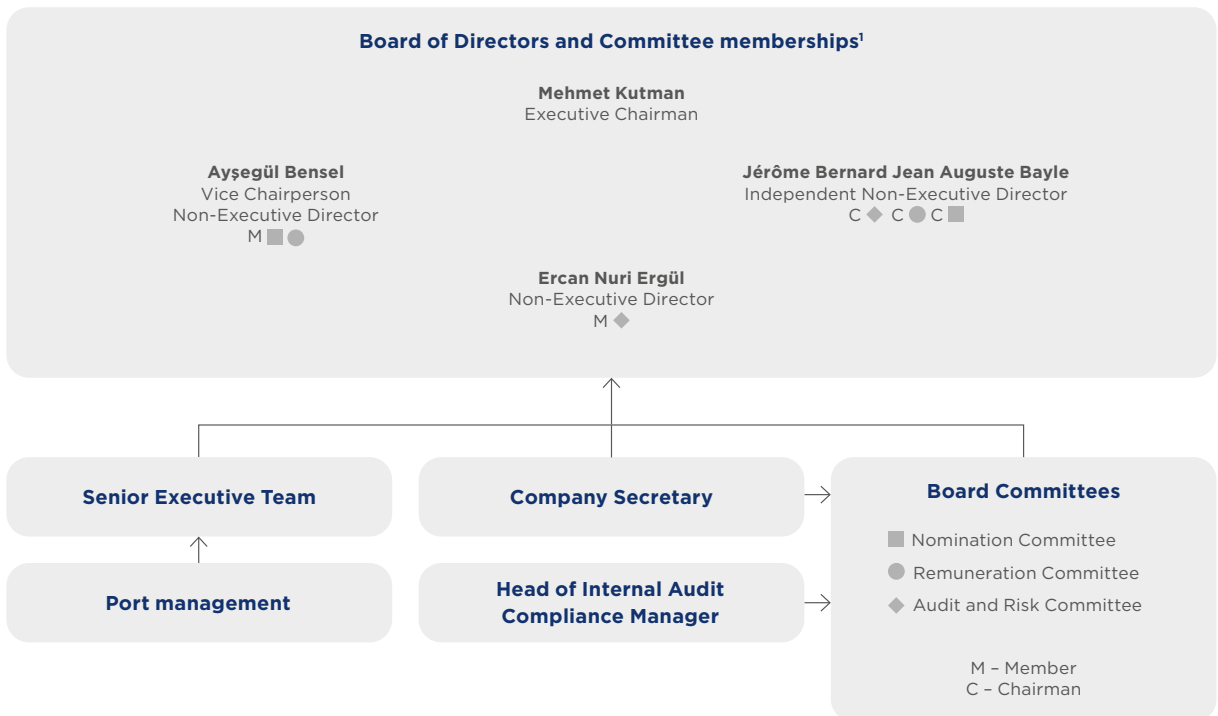 Board of Directors and Committee memberships¹
Mehmet Kutman
Executive Chairman
Ayşegül Bensel
Vice Chairperson
Non-Executive Director
M
Jérôme Bernard Jean Auguste Bayle
Independent Non-Executive Director
C C C
Ercan Nuri Ergül
Non-Executive Director
M
Senior Executive Team
Company Secretary
Board Committees
Nomination Committee
Remuneration Committee
Audit and Risk Committee
M – Member
C – Chairman
Port management
Head of Internal Audit
Compliance Manager